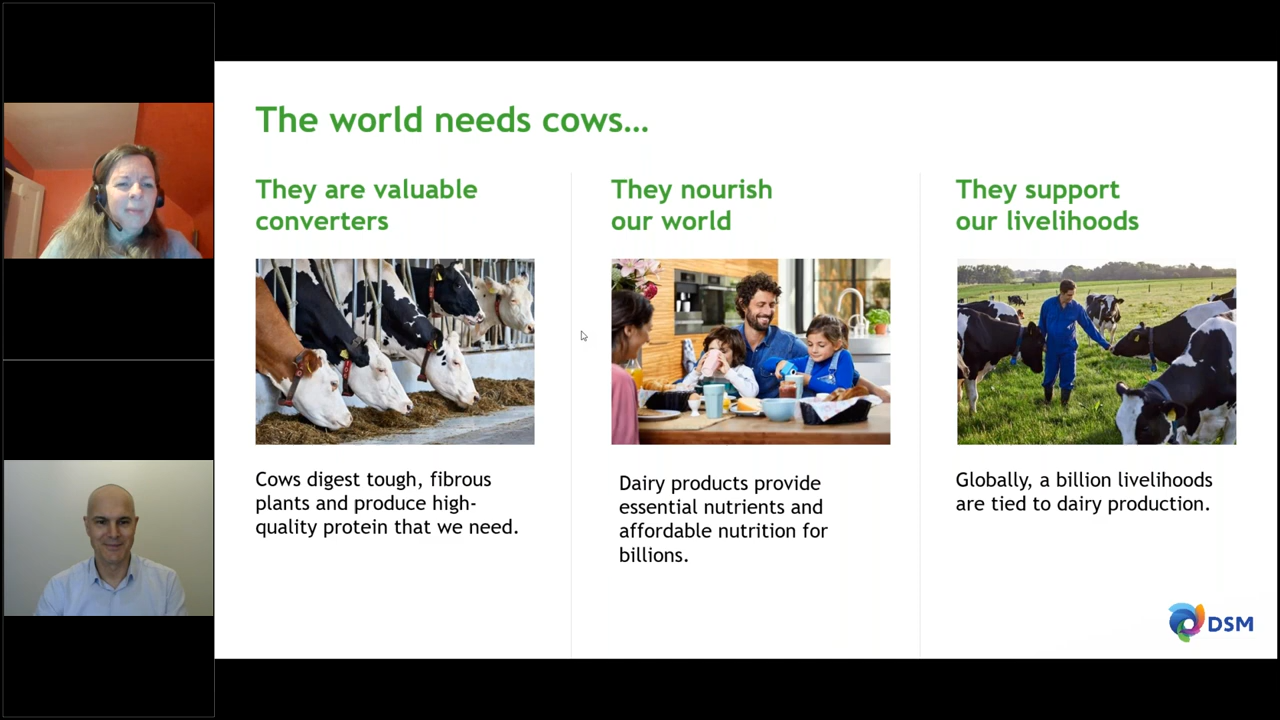 The world needs cows...
They are valuable
converters
They nourish
our world
They support
our livelihoods
Cows digest tough, fibrous
plants and produce high-
quality protein that we need.
Dairy products provide
essential nutrients and
affordable nutrition for
billions.
Globally, a billion livelihoods
are tied to dairy production.
DSM